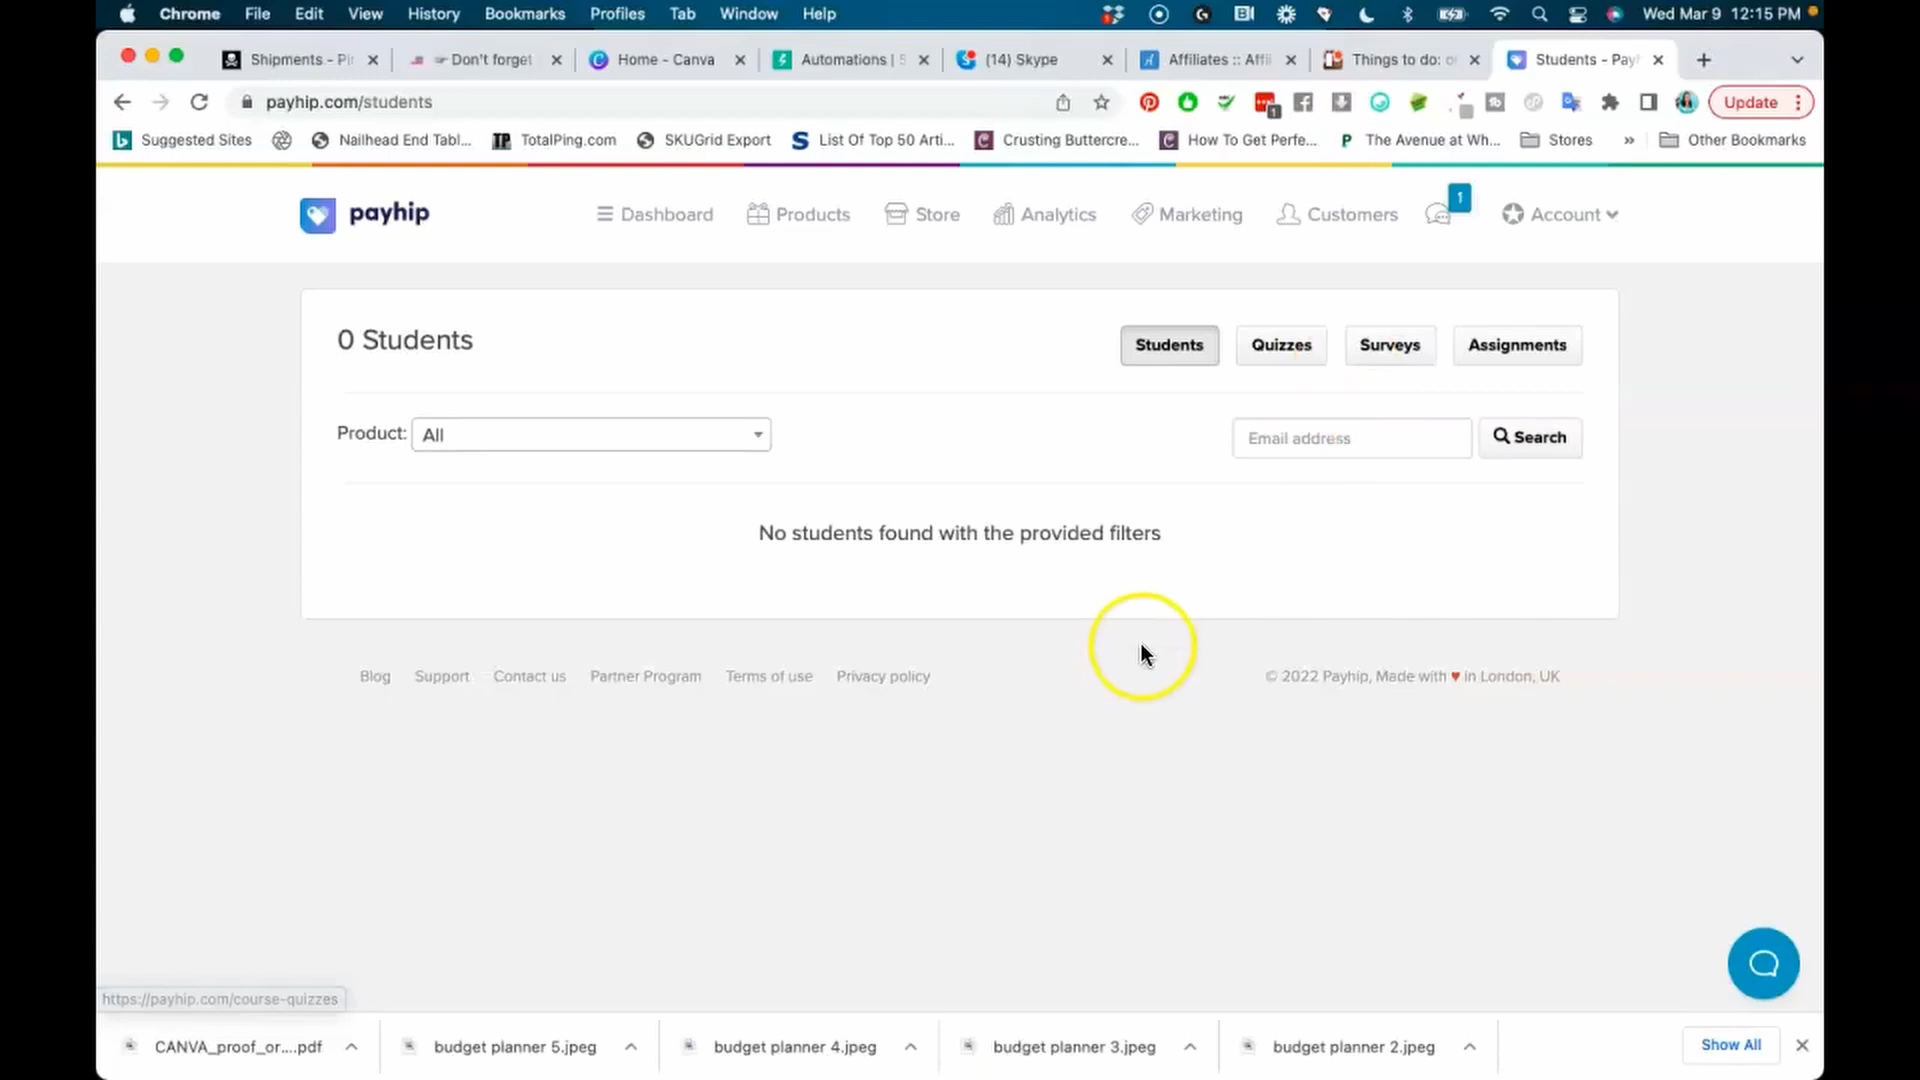 Chrome File Edit View History Bookmarks Profiles Tab Window Help Wed Mar 9 12:15 PM
Shipments - Pi Don't forget Home - Canva Automations | S (14) Skype Affiliates :: Affi Things to do: o Students - Pay
payhip.com/students Update
Suggested Sites Nailhead End Tabl... TotalPing.com SKUGrid Export List Of Top 50 Arti... Crusting Buttercre... How To Get Perfe... The Avenue at Wh... Stores » Other Bookmarks
payhip Dashboard Products Store Analytics Marketing Customers 1 Account
0 Students Students Quizzes Surveys Assignments
Product: All Email address Search
No students found with the provided filters
Blog Support Contact us Partner Program Terms of use Privacy policy © 2022 Payhip, Made with ♥ in London, UK
https://payhip.com/course-quizzes
CANVA_proof_or....pdf budget planner 5.jpeg budget planner 4.jpeg budget planner 3.jpeg budget planner 2.jpeg Show All